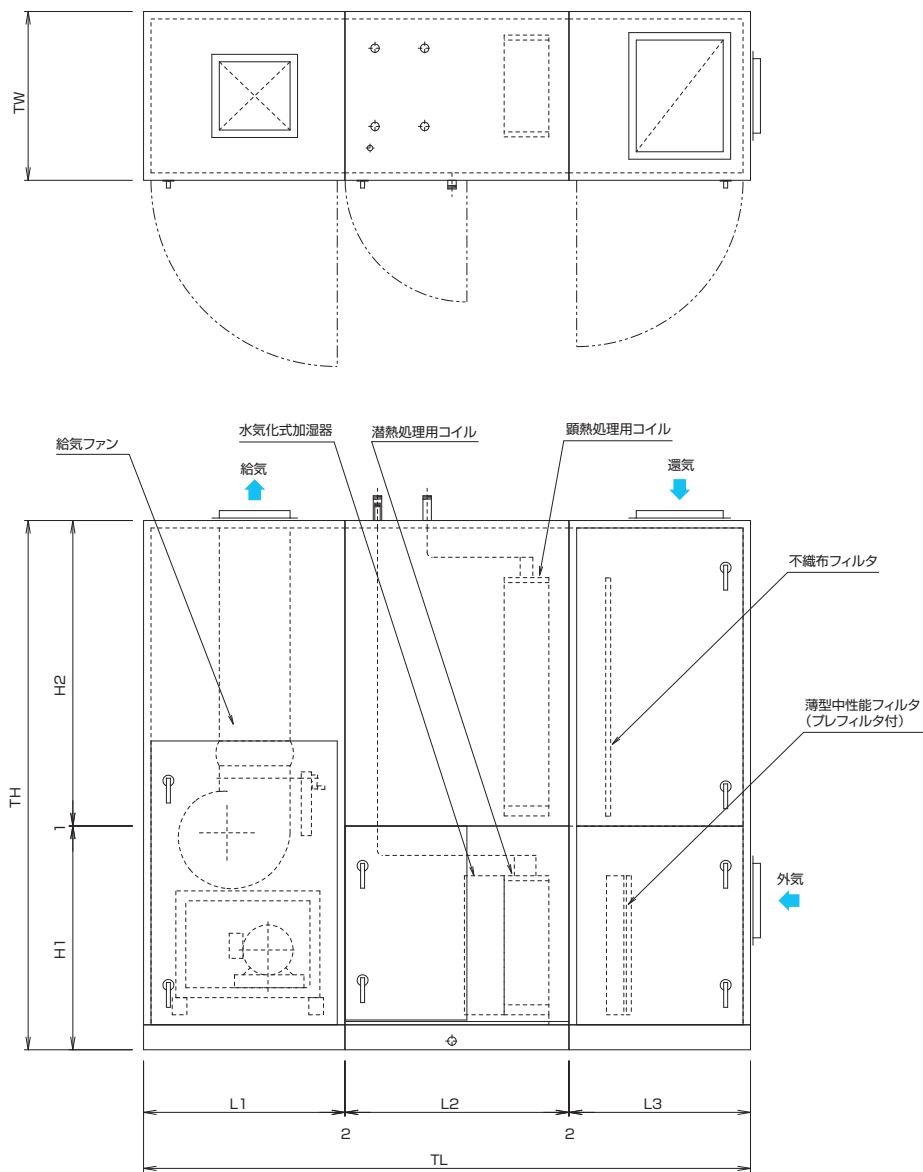 TW
水気化式加湿器
潜熱処理用コイル
顕熱処理用コイル
給気ファン
給気
還気
不織布フィルタ
薄型中性能フィルタ
（プレフィルタ付）
外気
H2
TH
1
H1
L1
L2
L3
2
2
TL